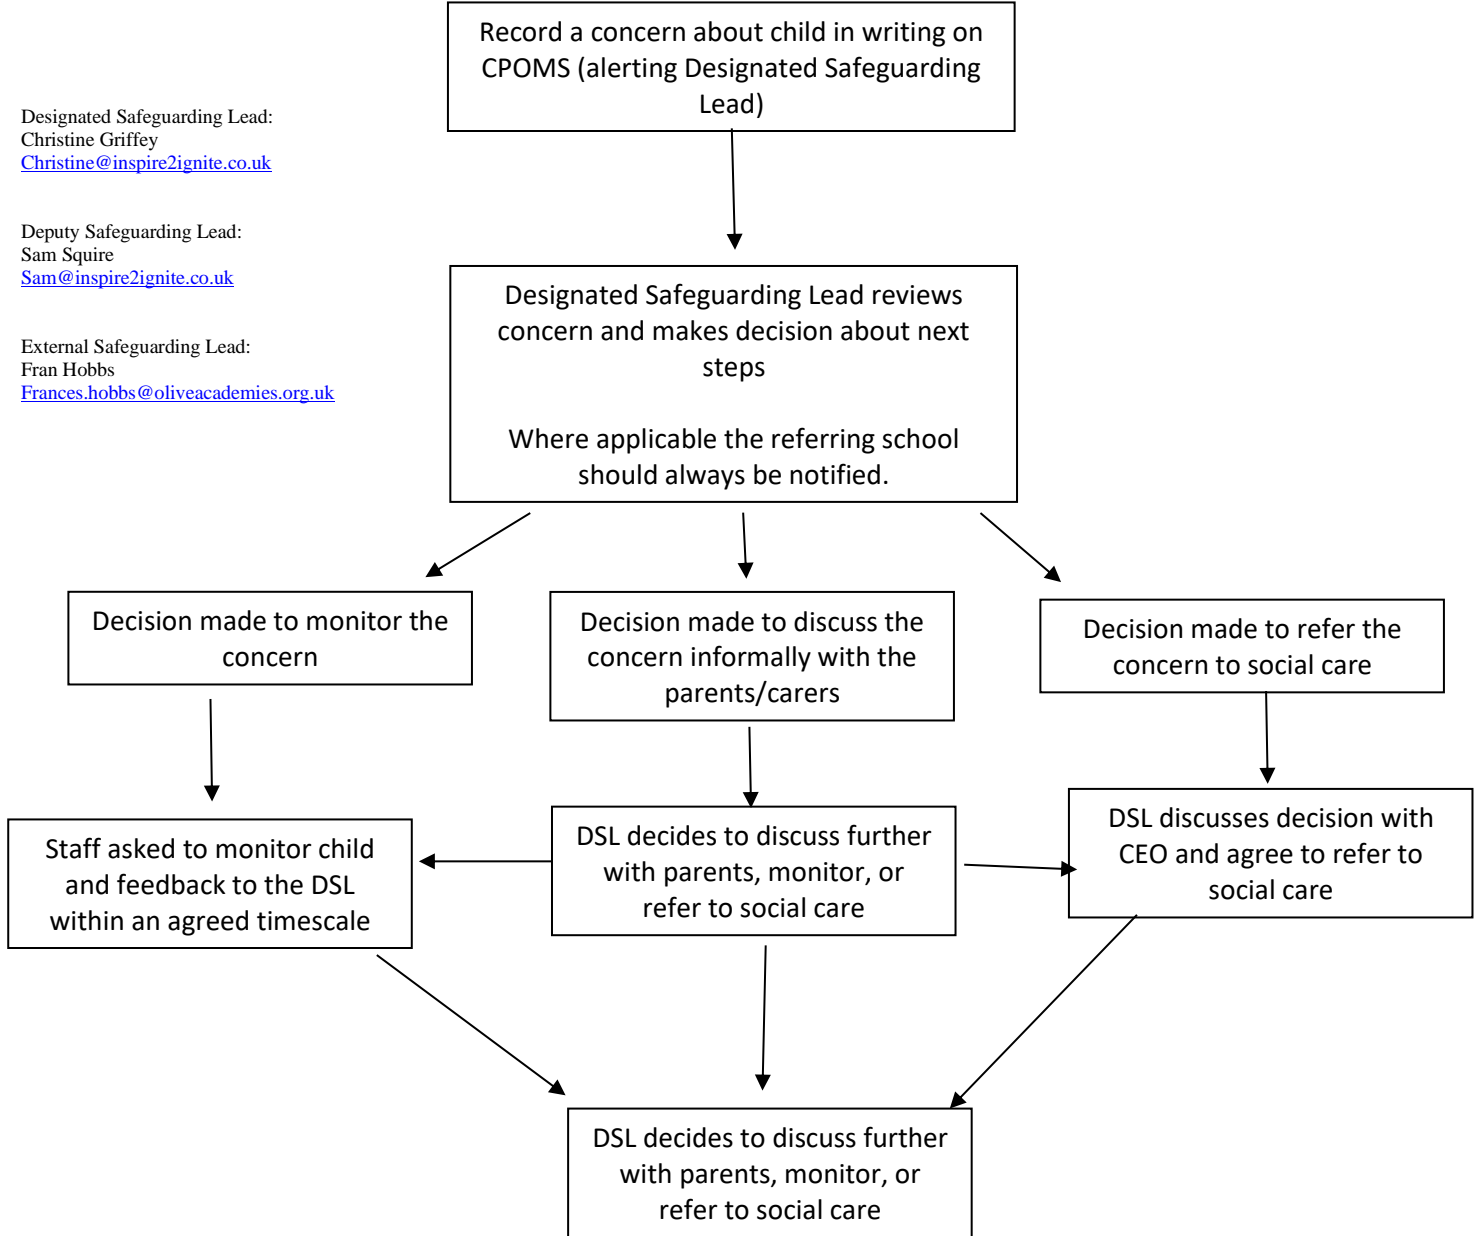 Record a concern about child in writing on
CPOMS (alerting Designated Safeguarding
Lead)
Designated Safeguarding Lead:
Christine Griffey
Christine@inspire2ignite.co.uk
Deputy Safeguarding Lead:
Sam Squire
Sam@inspire2ignite.co.uk
External Safeguarding Lead:
Fran Hobbs
Frances.hobbs@oliveacademies.org.uk
Designated Safeguarding Lead reviews
concern and makes decision about next
steps
Where applicable the referring school
should always be notified.
Decision made to monitor the
concern
Decision made to discuss the
concern informally with the
parents/carers
Decision made to refer the
concern to social care
Staff asked to monitor child
and feedback to the DSL
within an agreed timescale
DSL decides to discuss further
with parents, monitor, or
refer to social care
DSL discusses decision with
CEO and agree to refer to
social care
DSL decides to discuss further
with parents, monitor, or
refer to social care